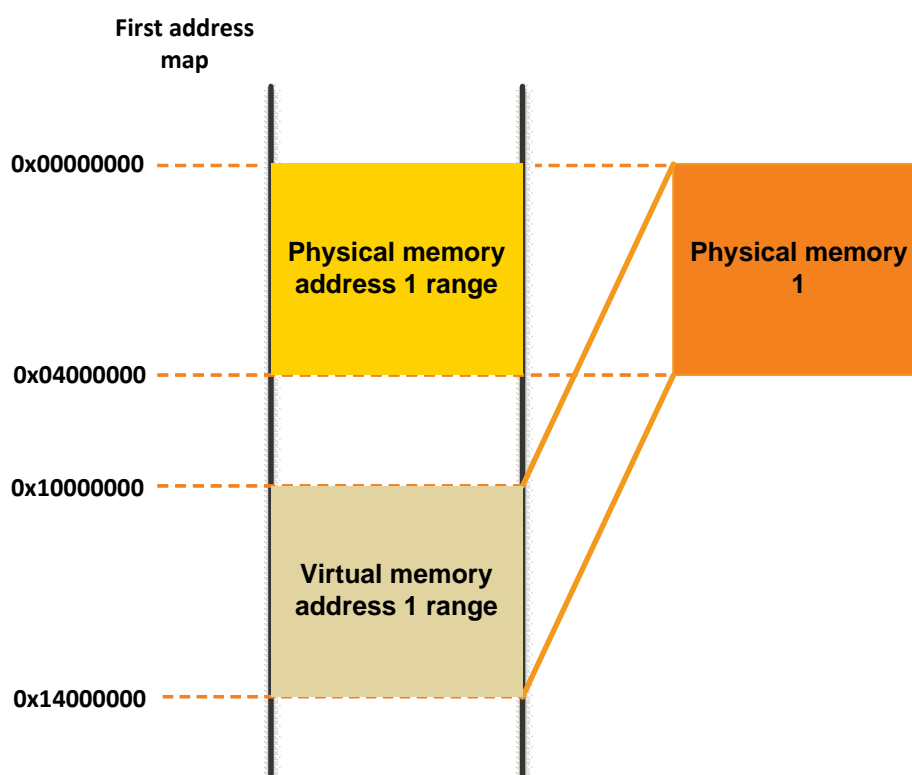 First address
map
0x00000000
Physical memory
address 1 range
Physical memory
1
0x04000000
0x10000000
Virtual memory
address 1 range
0x14000000